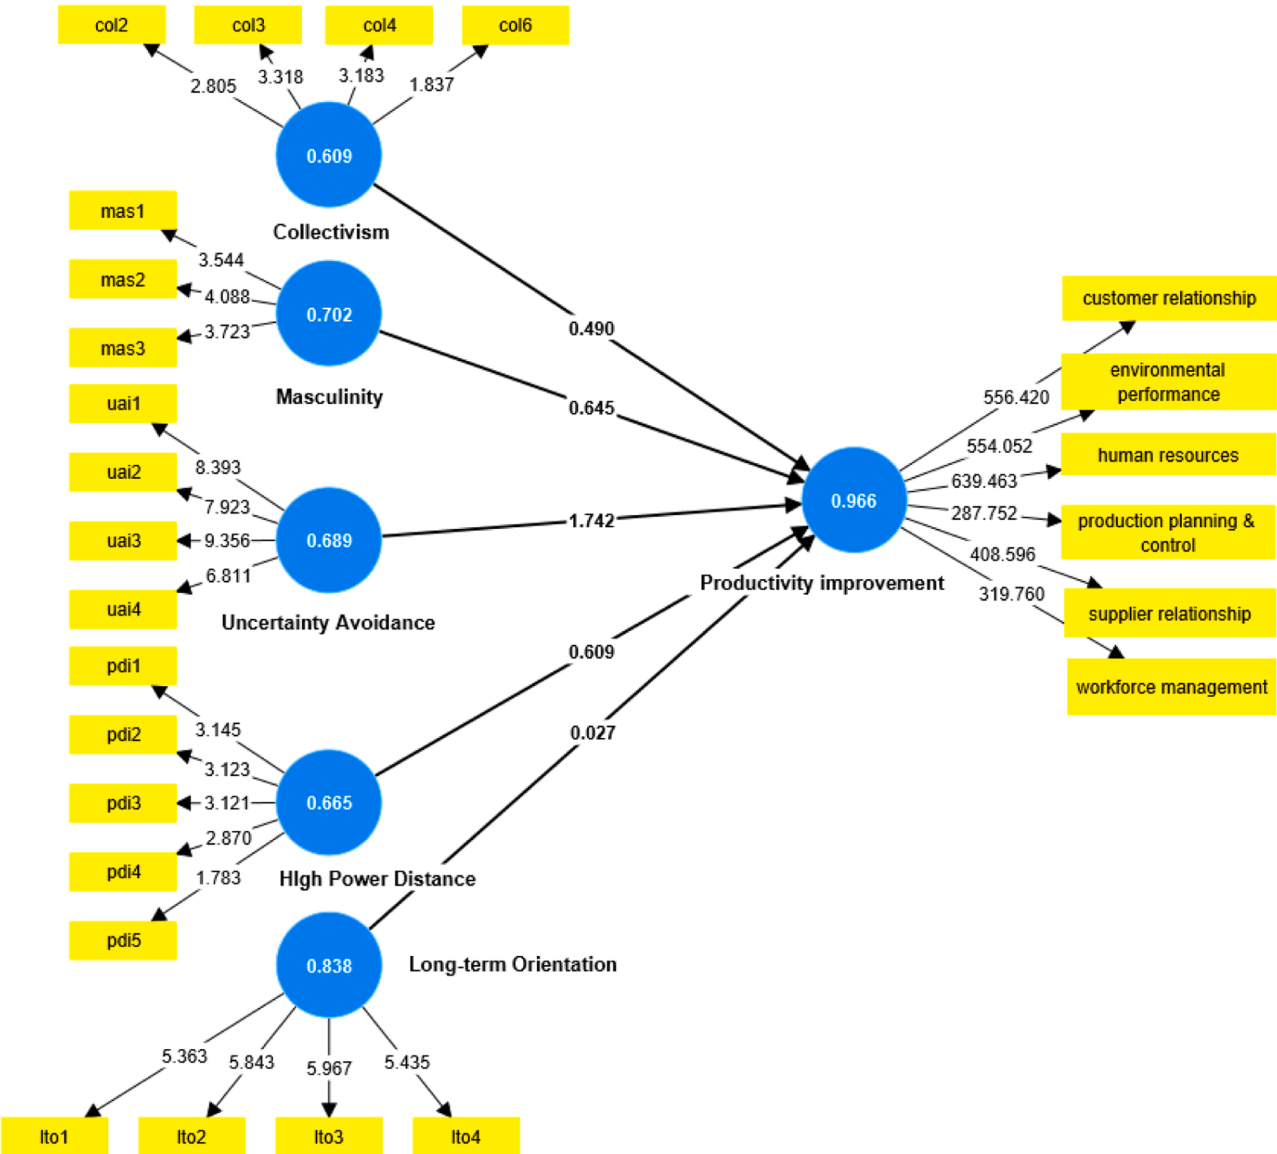 col2
col3
col4
col6
2.805
3.318
3.183
1.837
0.609
Collectivism
mas1
mas2
mas3
3.544
4.088
3.723
0.702
Masculinity
uai1
uai2
uai3
uai4
8.393
7.923
9.356
6.811
0.689
Uncertainty Avoidance
pdi1
pdi2
pdi3
pdi4
pdi5
3.145
3.123
3.121
2.870
1.783
0.665
HIgh Power Distance
0.838
Long-term Orientation
5.363
5.843
5.967
5.435
lto1
lto2
lto3
lto4
0.490
0.645
1.742
0.609
0.027
0.966
Productivity improvement
556.420
554.052
639.463
287.752
408.596
319.760
customer relationship
environmental
performance
human resources
production planning &
control
supplier relationship
workforce management